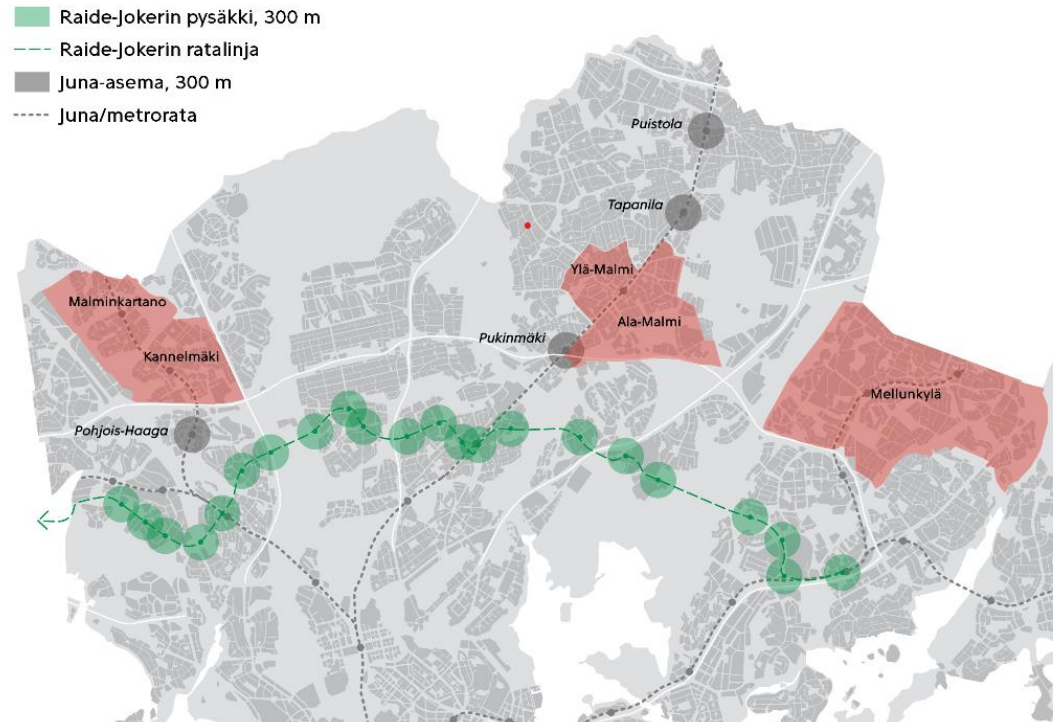 Raide-Jokerin pysäkki, 300 m
Raide-Jokerin ratalinja
Juna-asema, 300 m
Juna/metrorata
Puistola
Tapanila
Ylä-Malmi
Malminkartano
Ala-Malmi
Pukinmäki
Kannelmäki
Mellunkylä
Pohjois-Haaga